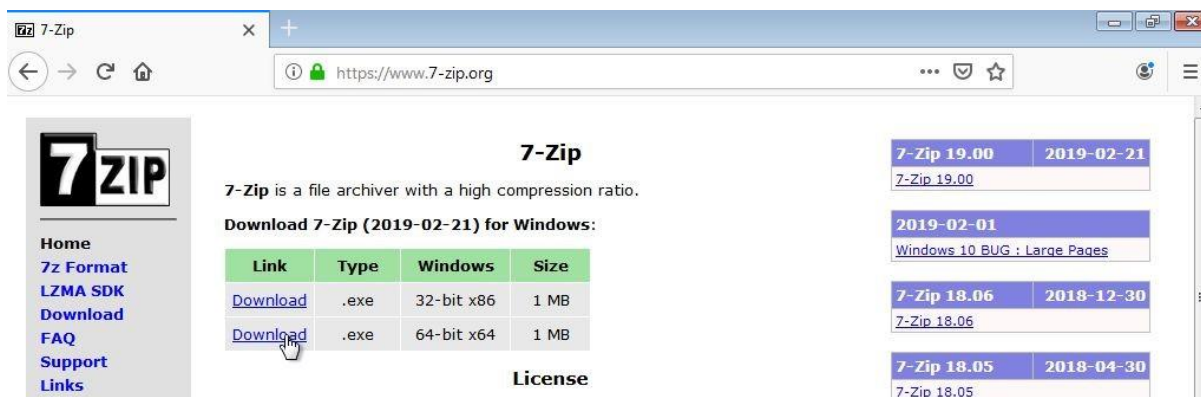 7-Zip
https://www.7-zip.org
7 ZIP
Home
7z Format
LZMA SDK
Download
FAQ
Support
Links
7-Zip
7-Zip is a file archiver with a high compression ratio.
Download 7-Zip (2019-02-21) for Windows:
Link Type Windows Size
Download .exe 32-bit x86 1 MB
Download .exe 64-bit x64 1 MB
License
7-Zip 19.00 2019-02-21
7-Zip 19.00
2019-02-01
Windows 10 BUG : Large Pages
7-Zip 18.06 2018-12-30
7-Zip 18.06
7-Zip 18.05 2018-04-30
7-Zip 18.05